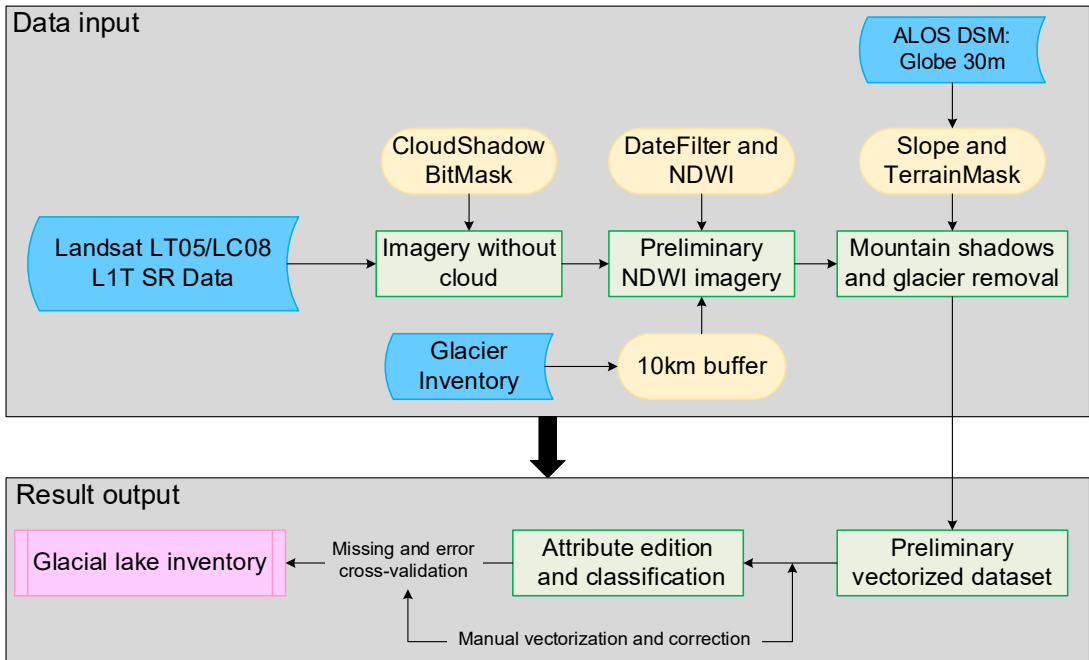 Data input
ALOS DSM:
Globe 30m
CloudShadow
BitMask
DateFilter and
NDWI
Slope and
TerrainMask
Landsat LT05/LC08
L1T SR Data
Imagery without
cloud
Preliminary
NDWI imagery
Mountain shadows
and glacier removal
Glacier
Inventory
10km buffer
Result output
Glacial lake inventory
Missing and error
cross-validation
Attribute edition
and classification
Preliminary
vectorized dataset
Manual vectorization and correction